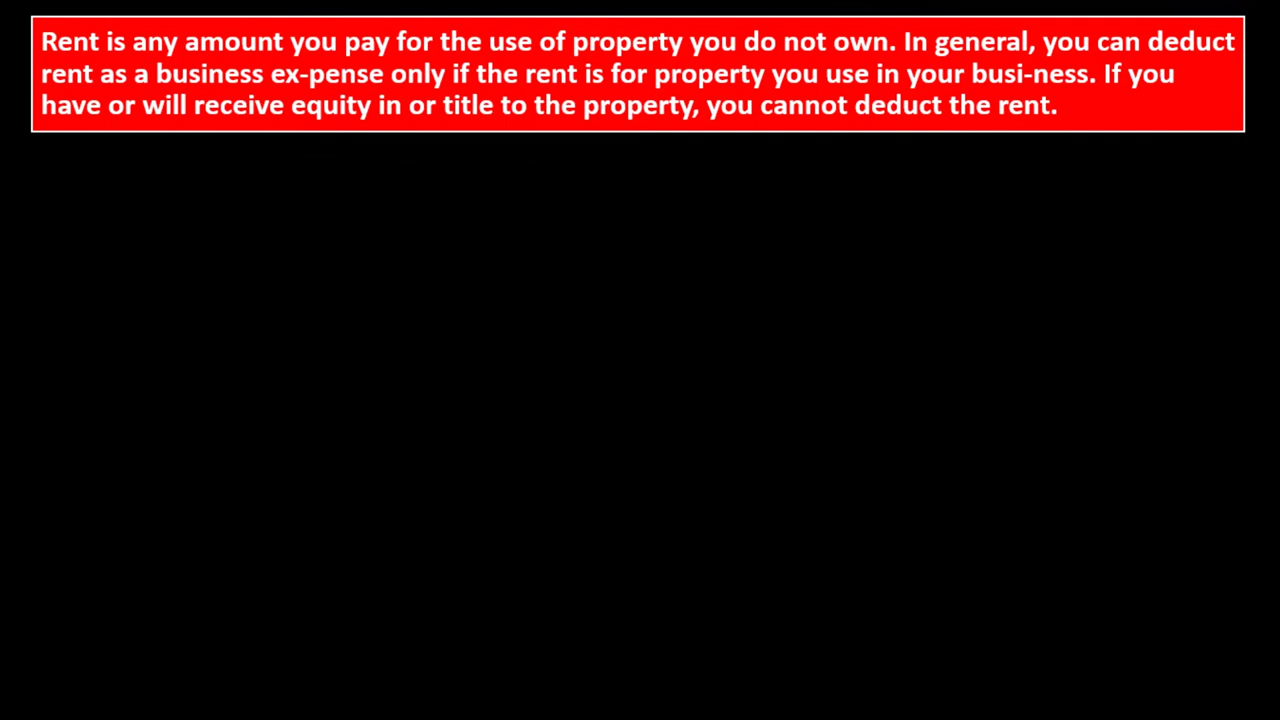 Rent is any amount you pay for the use of property you do not own. In general, you can deduct
rent as a business ex-pense only if the rent is for property you use in your busi-ness. If you
have or will receive equity in or title to the property, you cannot deduct the rent.